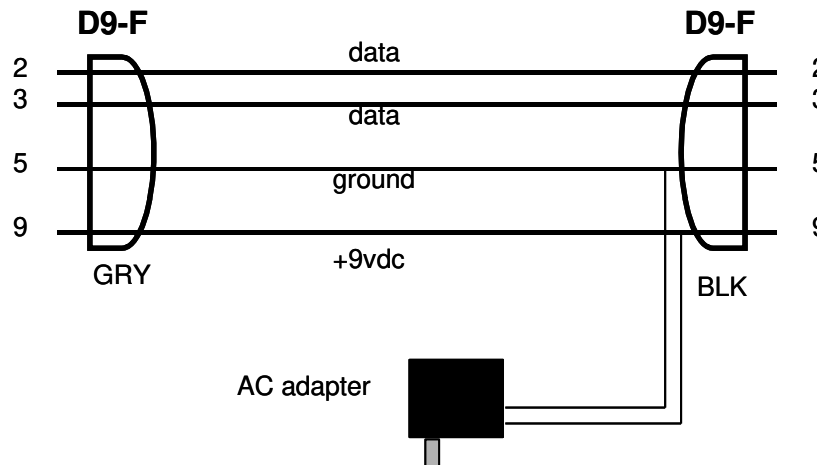 D9-F D9-F
2 data 2
3 data 3
5 ground 5
9 +9vdc 9
GRY BLK
AC adapter